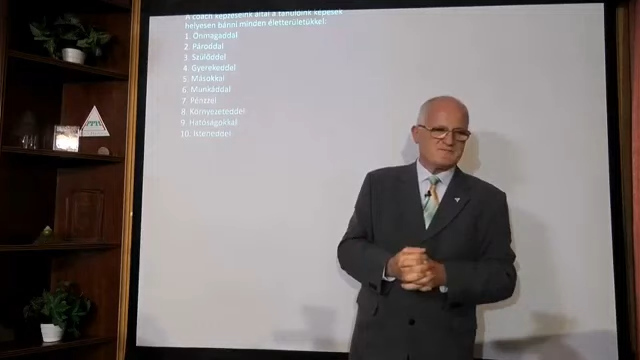 A coach képzéseink által a tanulóink képesek
helyesen bánni minden életterületükkel:
1. Önmagaddal
2. Pároddal
3. Szülőddel
4. Gyerekeddel
5. Másokkal
6. Munkáddal
7. Pénzzel
8. Környezeteddel
9. Hatóságokkal
10. Isteneddel